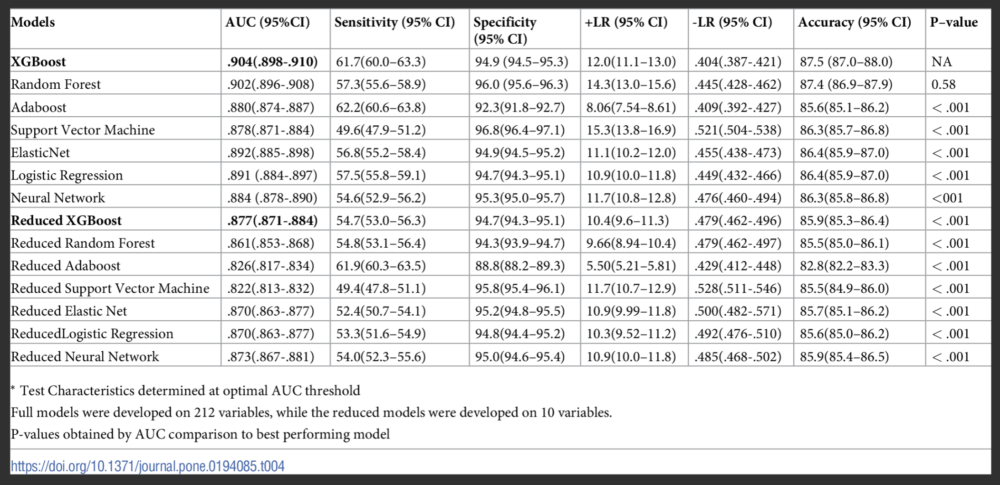 Models AUC (95%CI) Sensitivity (95% CI) Specificity (95% CI) +LR (95% CI) -LR (95% CI) Accuracy (95% CI) P–value
XGBoost .904(.898-.910) 61.7(60.0–63.3) 94.9 (94.5–95.3) 12.0(11.1–13.0) .404(.387-.421) 87.5 (87.0–88.0) NA
Random Forest .902(.896-.908) 57.3(55.6–58.9) 96.0 (95.6–96.3) 14.3(13.0–15.6) .445(.428-.462) 87.4 (86.9–87.9) 0.58
Adaboost .880(.874-.887) 62.2(60.6–63.8) 92.3(91.8–92.7) 8.06(7.54–8.61) .409(.392-.427) 85.6(85.1–86.2) < .001
Support Vector Machine .878(.871-.884) 49.6(47.9–51.2) 96.8(96.4–97.1) 15.3(13.8–16.9) .521(.504-.538) 86.3(85.7–86.8) < .001
ElasticNet .892(.885-.898) 56.8(55.2–58.4) 94.9(94.5–95.2) 11.1(10.2–12.0) .455(.438-.473) 86.4(85.9–87.0) < .001
Logistic Regression .891 (.884-.897) 57.5(55.8–59.1) 94.7(94.3–95.1) 10.9(10.0–11.8) .449(.432-.466) 86.4(85.9–87.0) < .001
Neural Network .884 (.878-.890) 54.6(52.9–56.2) 95.3(95.0–95.7) 11.7(10.8–12.8) .476(.460-.494) 86.3(85.8–86.8) <001
Reduced XGBoost .877(.871-.884) 54.7(53.0–56.3) 94.7(94.3–95.1) 10.4(9.6–11.3) .479(.462-.496) 85.9(85.3–86.4) < .001
Reduced Random Forest .861(.853-.868) 54.8(53.1–56.4) 94.3(93.9–94.7) 9.66(8.94–10.4) .479(.462-.497) 85.5(85.0–86.1) < .001
Reduced Adaboost .826(.817-.834) 61.9(60.3–63.5) 88.8(88.2–89.3) 5.50(5.21–5.81) .429(.412-.448) 82.8(82.2–83.3) < .001
Reduced Support Vector Machine .822(.813-.832) 49.4(47.8–51.1) 95.8(95.4–96.1) 11.7(10.7–12.9) .528(.511-.546) 85.5(84.9–86.0) < .001
Reduced Elastic Net .870(.863-.877) 52.4(50.7–54.1) 95.2(94.8–95.5) 10.9(9.99–11.8) .500(.482-.571) 85.7(85.1–86.2) < .001
ReducedLogistic Regression .870(.863-.877) 53.3(51.6–54.9) 94.8(94.4–95.2) 10.3(9.52–11.2) .492(.476-.510) 85.6(85.0–86.2) < .001
Reduced Neural Network .873(.867-.881) 54.0(52.3–55.6) 95.0(94.6–95.4) 10.9(10.0–11.8) .485(.468-.502) 85.9(85.4–86.5) < .001
* Test Characteristics determined at optimal AUC threshold
Full models were developed on 212 variables, while the reduced models were developed on 10 variables.
P-values obtained by AUC comparison to best performing model
https://doi.org/10.1371/journal.pone.0194085.t004